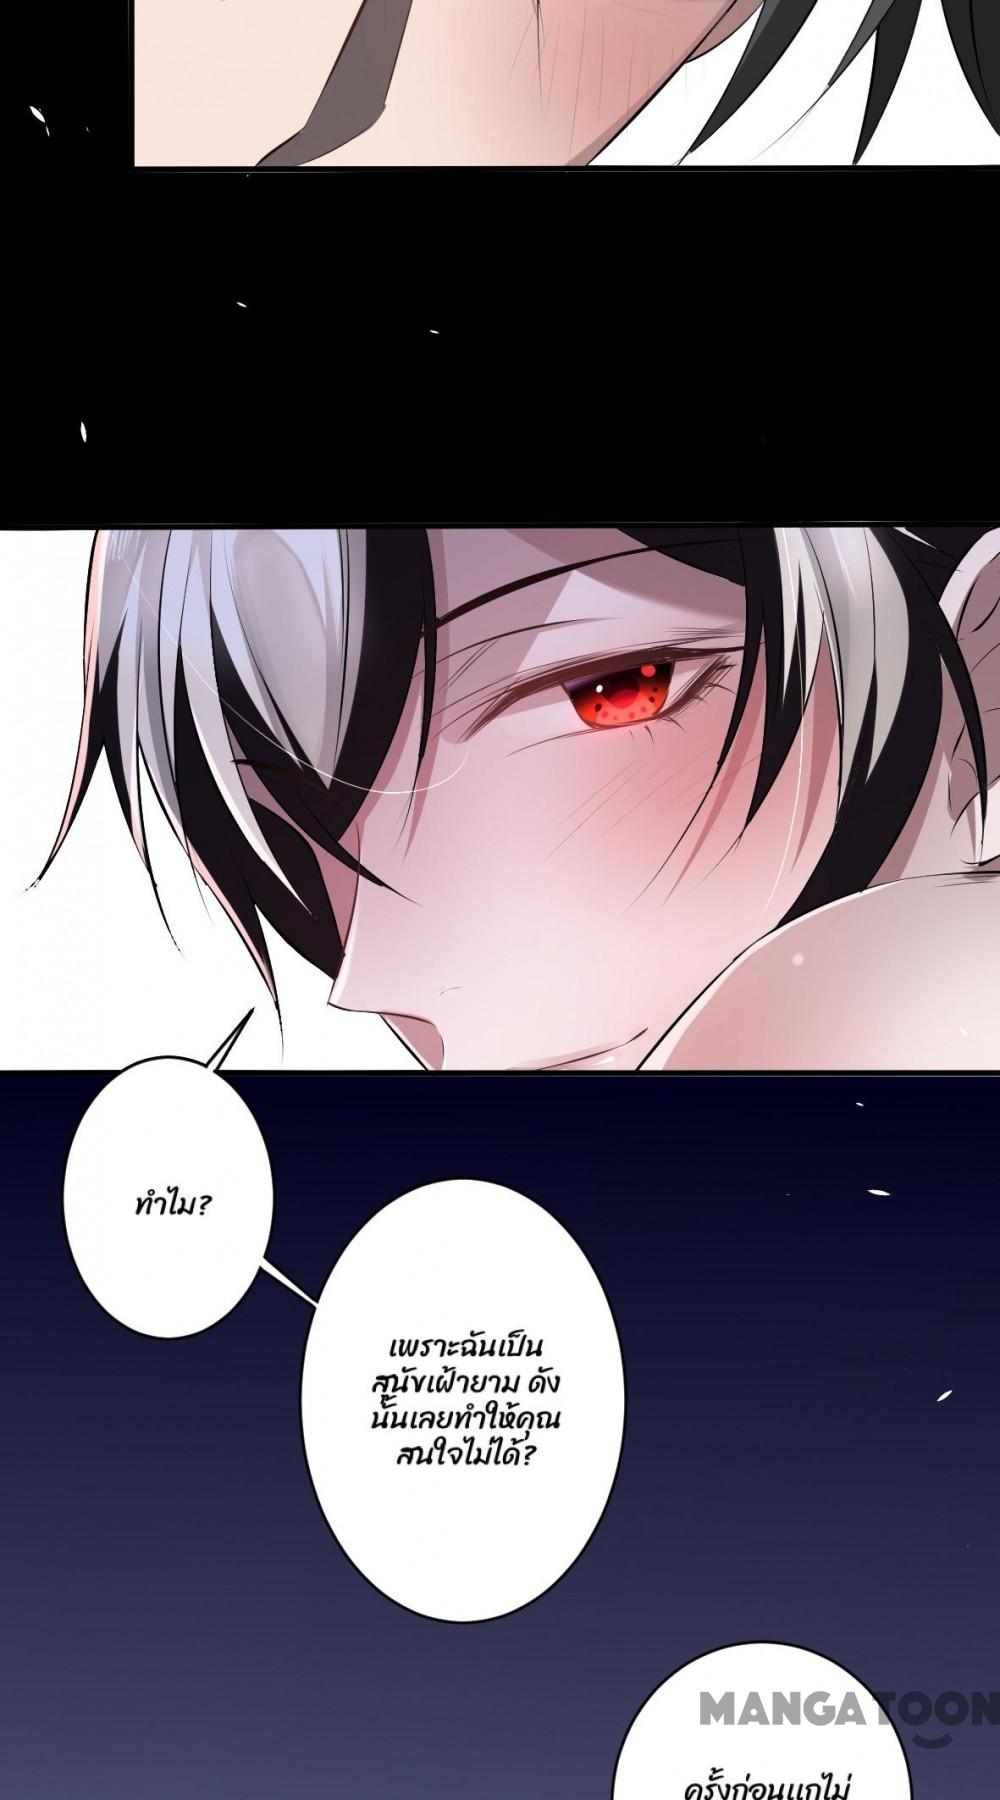 ทำไม?
เพราะฉันเป็น
สุนัขเฝ้ายาม ดัง
นั้นเลยทำให้คุณ
สนใจไม่ได้?
MANGATOON
ครั้งก่อนแกไม่